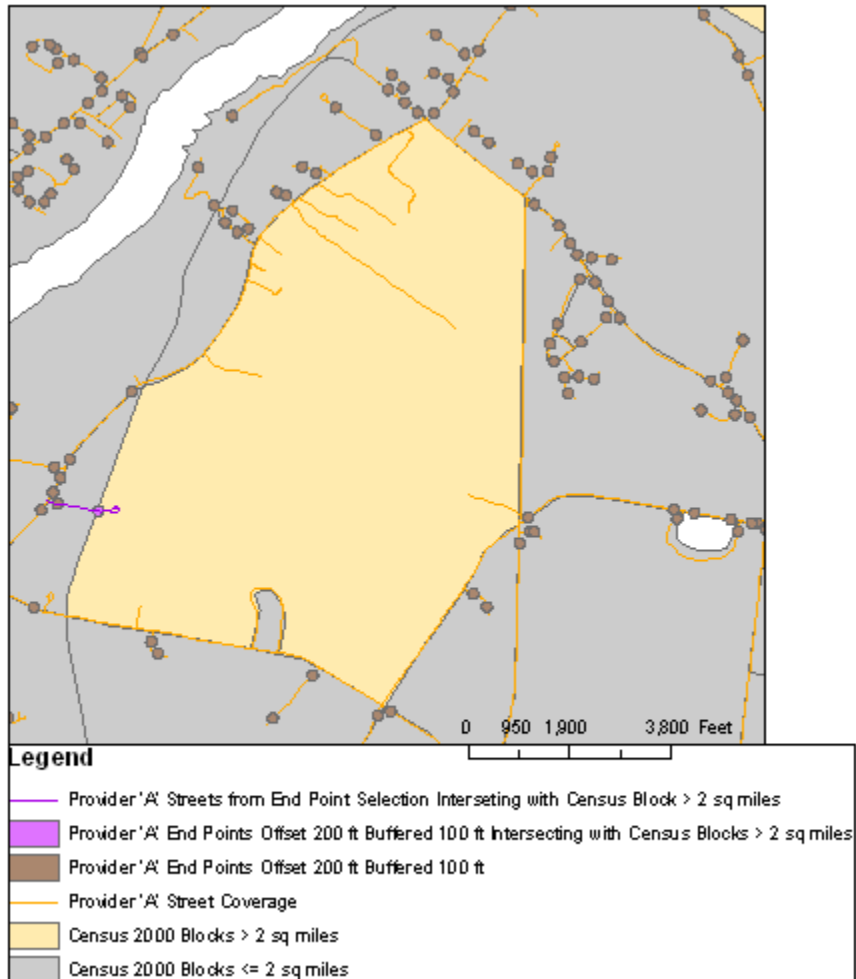 0 950 1,900 3,800 Feet
Legend
Provider 'A' Streets from End Point Selection Interseting with Census Block > 2 sq miles
Provider 'A' End Points Offset 200 ft Buffered 100 ft Intersecting with Census Blocks > 2 sq miles
Provider 'A' End Points Offset 200 ft Buffered 100 ft
Provider 'A' Street Coverage
Census 2000 Blocks > 2 sq miles
Census 2000 Blocks <= 2 sq miles